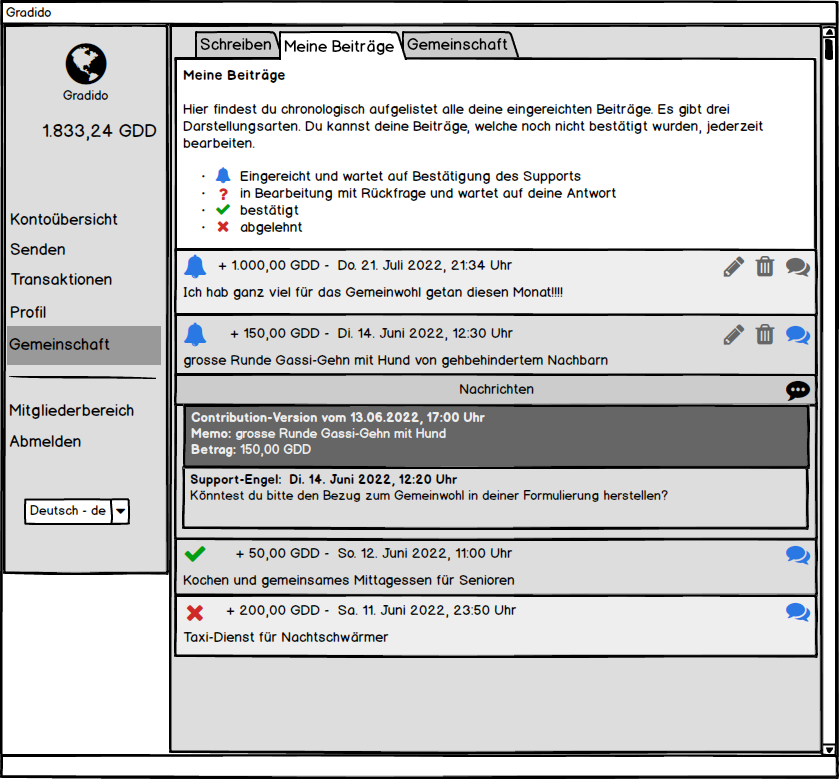 Gradido
Gradido
1.833,24 GDD
Kontoübersicht
Senden
Transaktionen
Profil
Gemeinschaft
Mitgliederbereich
Abmelden
Deutsch - de
Schreiben
Meine Beiträge
Gemeinschaft
Meine Beiträge
Hier findest du chronologisch aufgelistet alle deine eingereichten Beiträge. Es gibt drei
Darstellungsarten. Du kannst deine Beiträge, welche noch nicht bestätigt wurden, jederzeit
bearbeiten.
· Eingereicht und wartet auf Bestätigung des Supports
· ? in Bearbeitung mit Rückfrage und wartet auf deine Antwort
· bestätigt
· abgelehnt
+ 1.000,00 GDD - Do. 21. Juli 2022, 21:34 Uhr
Ich hab ganz viel für das Gemeinwohl getan diesen Monat!!!!
+ 150,00 GDD - Di. 14. Juni 2022, 12:30 Uhr
grosse Runde Gassi-Gehn mit Hund von gehbehindertem Nachbarn
Nachrichten
Contribution-Version vom 13.06.2022, 17:00 Uhr
Memo: grosse Runde Gassi-Gehn mit Hund
Betrag: 150,00 GDD
Support-Engel: Di. 14. Juni 2022, 12:20 Uhr
Könntest du bitte den Bezug zum Gemeinwohl in deiner Formulierung herstellen?
+ 50,00 GDD - So. 12. Juni 2022, 11:00 Uhr
Kochen und gemeinsames Mittagessen für Senioren
+ 200,00 GDD - Sa. 11. Juni 2022, 23:50 Uhr
Taxi-Dienst für Nachtschwärmer